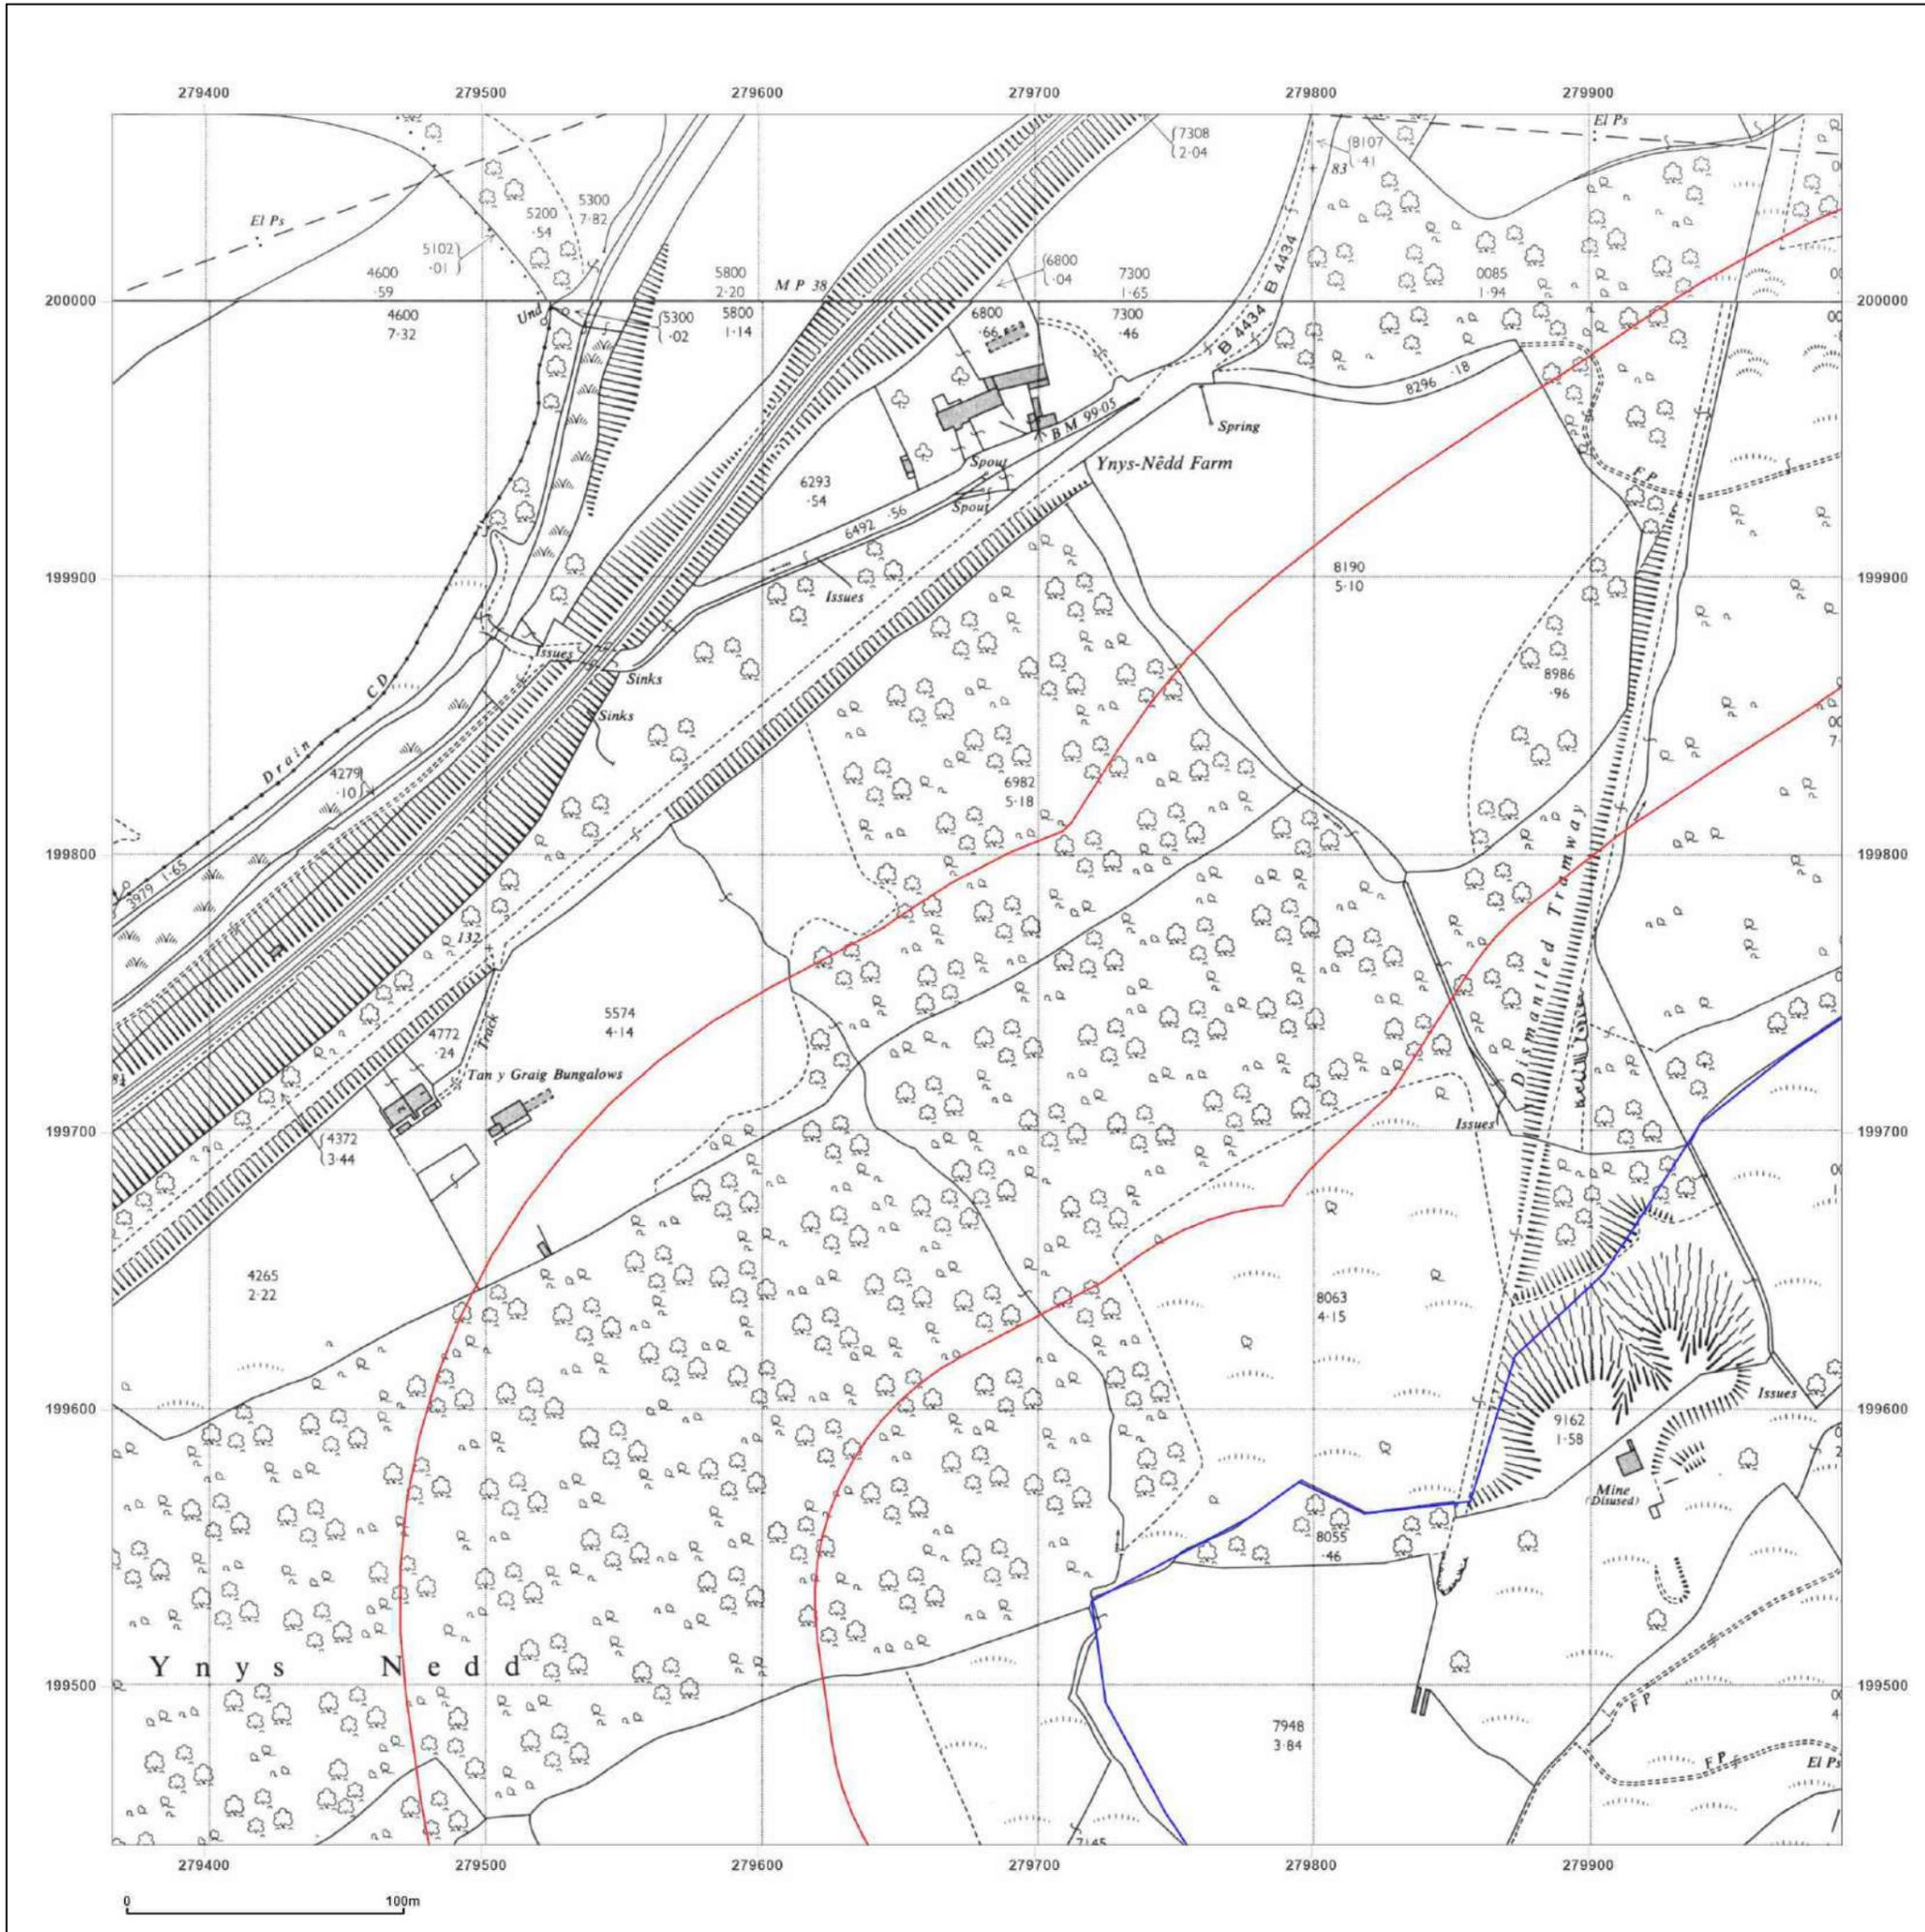 279400 279500 279600 279700 279800 279900
El Ps
{7308
{2·04
{8107
{·41
83
El Ps
5200
·54
5300
7·82
5102}
·01}
4600
·59
5800
2·20
M P 38
{6800
{·04
7300
1·65
B 4434
0085
1·94
200000
200000
4600
7·32
Und
{5300
{·02
5800
1·14
6800
·66
7300
·46
B 4434
8296 ·18
BM 99·05
Spring
Spout
Ynys-Nêdd Farm
6293
·54
Spout
6492 ·56
F P
199900
Issues
8190
5·10
199900
Issues
Sinks
CD
Sinks
8986
·96
Drain
4279}
·10}
6982
5·18
199800
199800
3979 1·65
Dismantled Tramway
132
5574
4·14
4772
·24
Track
Tan y Graig Bungalows
81
199700
{4372
{3·44
Issues
199700
4265
2·22
8063
4·15
Issues
199600
9162
1·58
199600
Mine
(Disused)
8055
·46
Ynys Nedd
199500
199500
F P
7948
3·84
F P
El Ps
7145
279400 279500 279600 279700 279800 279900
0 100m